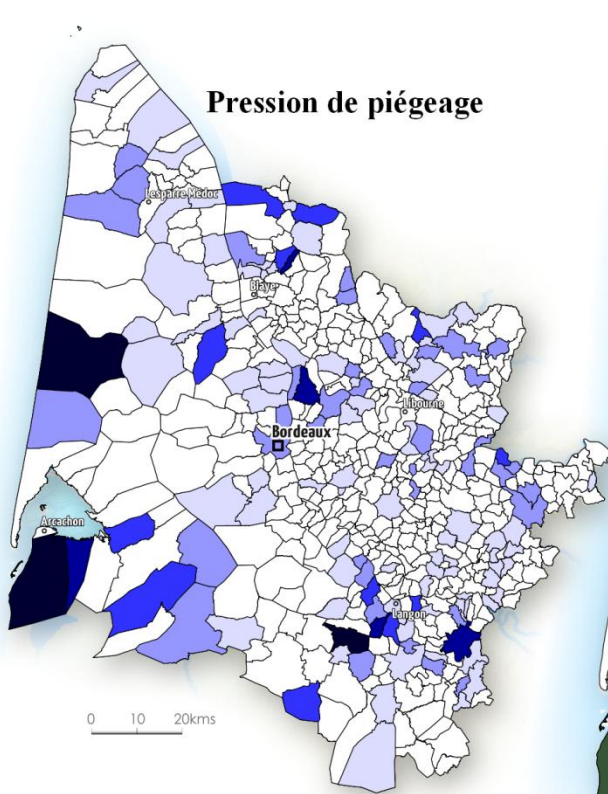 Pression de piégeage
Lesparre-Médoc
Blaye
Libourne
Bordeaux
Arcachon
Langon
0 10 20kms